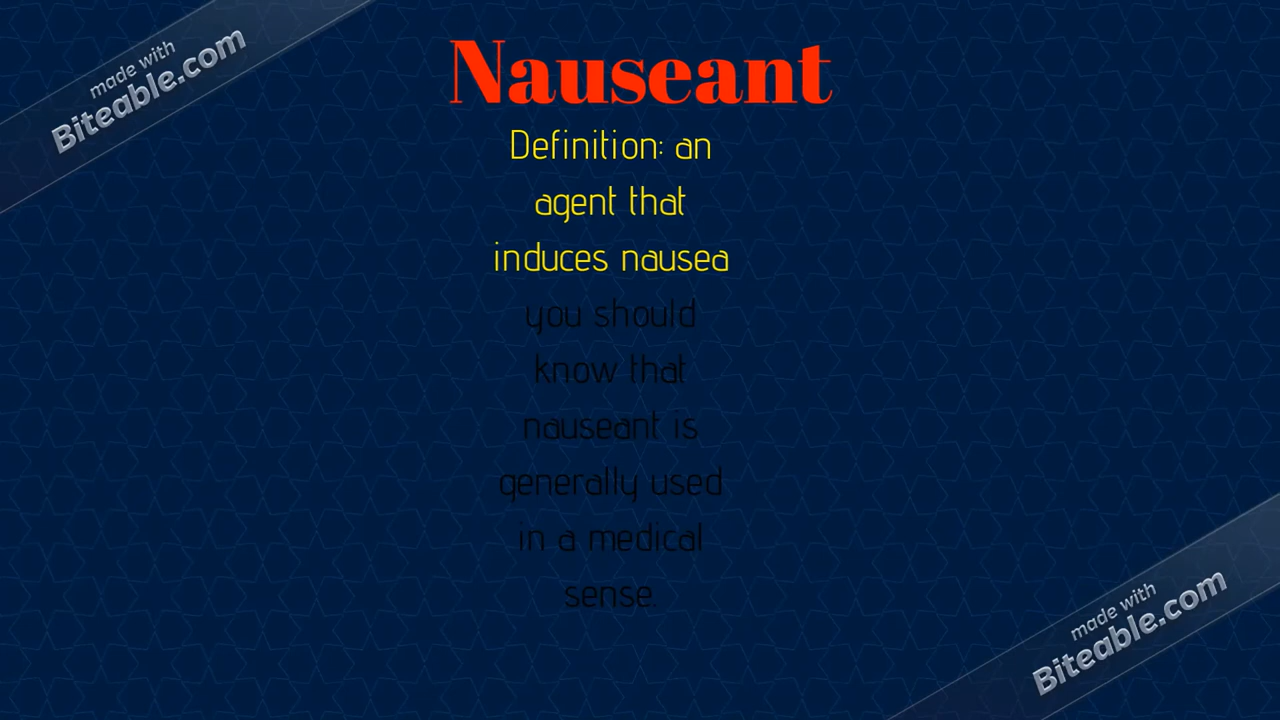 made with
Biteable.com
Nauseant
Definition: an
agent that
induces nausea
you should
know that
nauseant is
generally used
in a medical
sense.
made with
Biteable.com